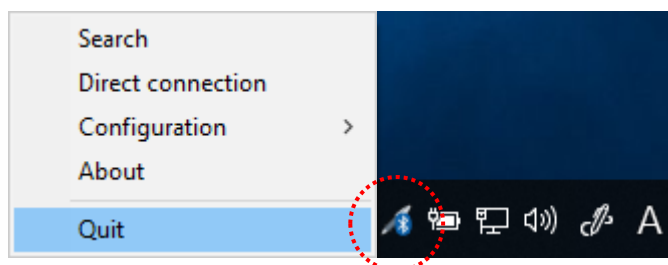 Search
Direct connection
Configuration
About
Quit
A